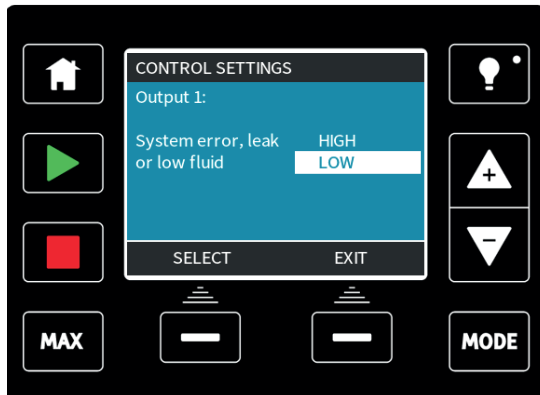 CONTROL SETTINGS
Output 1:
System error, leak HIGH
or low fluid LOW
SELECT EXIT
+
−
MAX
MODE